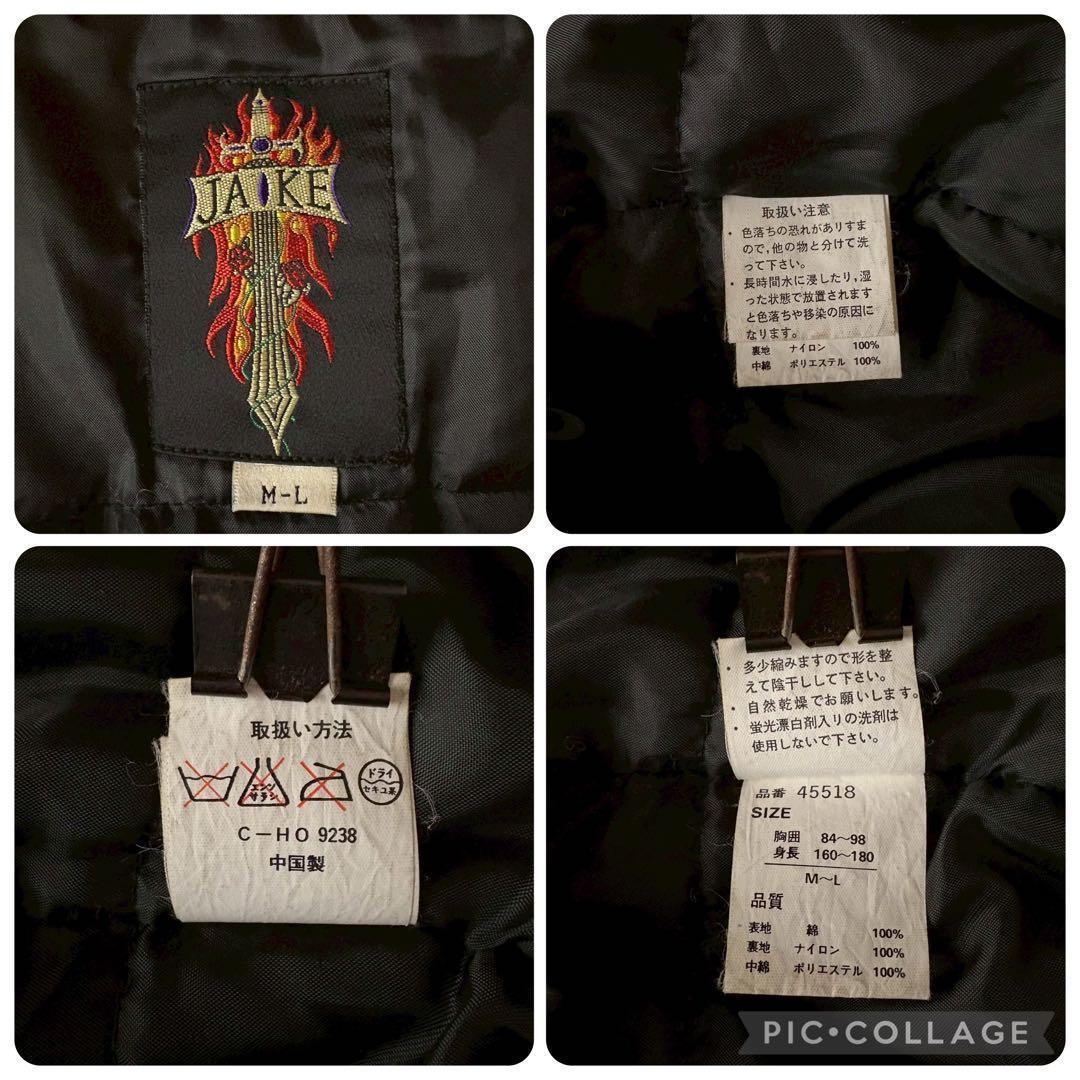 JAKE
M-L
取扱い注意
・色落ちの恐れがありすま
ので,他の物と分けて洗
って下さい。
・長時間水に浸したり,湿
った状態で放置されます
と色落ちや移染の原因に
なります。
裏地 ナイロン 100%
中綿 ポリエステル 100%
取扱い方法
エンソ
サラシ
ドライ
セキユ系
C-HO 9238
中国製
・多少縮みますので形を整
えて陰干しして下さい。
・自然乾燥でお願いします。
・蛍光漂白剤入りの洗剤は
使用しないで下さい。
品番 45518
SIZE
胸囲 84~98
身長 160~180
M~L
品質
表地 綿 100%
裏地 ナイロン 100%
中綿 ポリエステル 100%
PIC•COLLAGE